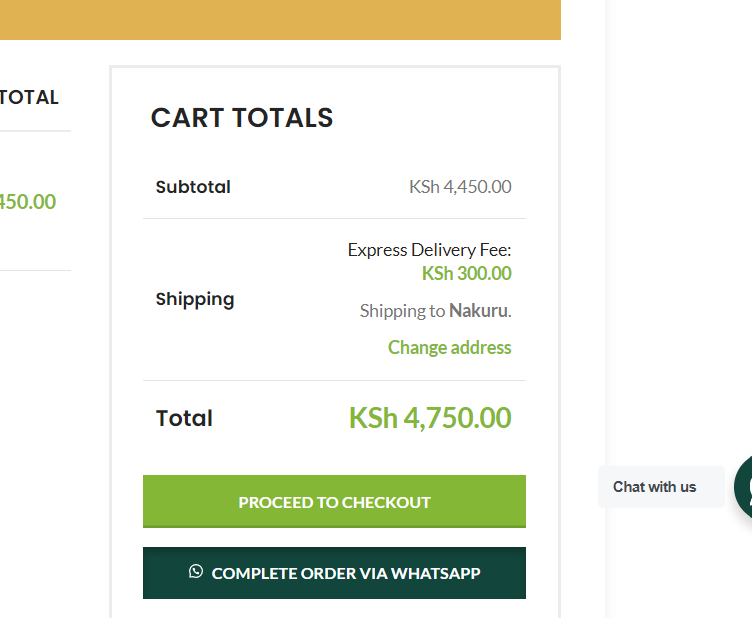 TOTAL
450.00
CART TOTALS
Subtotal KSh 4,450.00
Express Delivery Fee:
KSh 300.00
Shipping
Shipping to Nakuru.
Change address
Total KSh 4,750.00
PROCEED TO CHECKOUT
COMPLETE ORDER VIA WHATSAPP
Chat with us